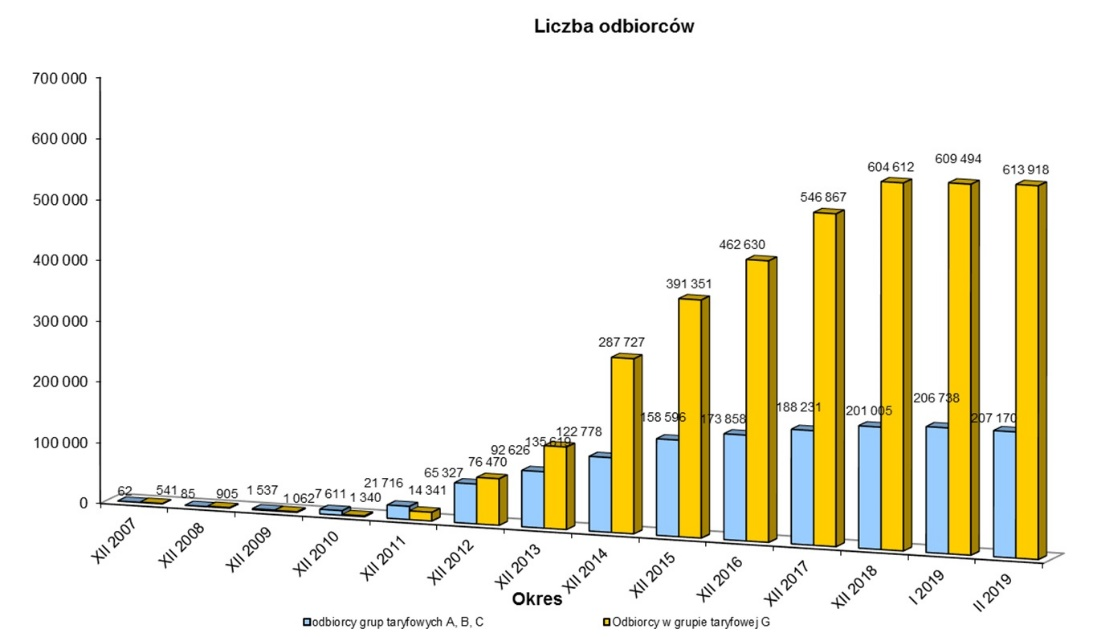 Liczba odbiorców
700 000
600 000
500 000
400 000
300 000
200 000
100 000
0
62
541
85
905
1 537
1 062
7 611
1 340
21 716
14 341
65 327
76 470
92 626
135 619
122 778
287 727
158 596
391 351
173 858
462 630
188 231
546 867
201 005
604 612
206 738
609 494
207 170
613 918
XII 2007
XII 2008
XII 2009
XII 2010
XII 2011
XII 2012
XII 2013
XII 2014
XII 2015
XII 2016
XII 2017
XII 2018
I 2019
II 2019
Okres
odbiorcy grup taryfowych A, B, C
Odbiorcy w grupie taryfowej G